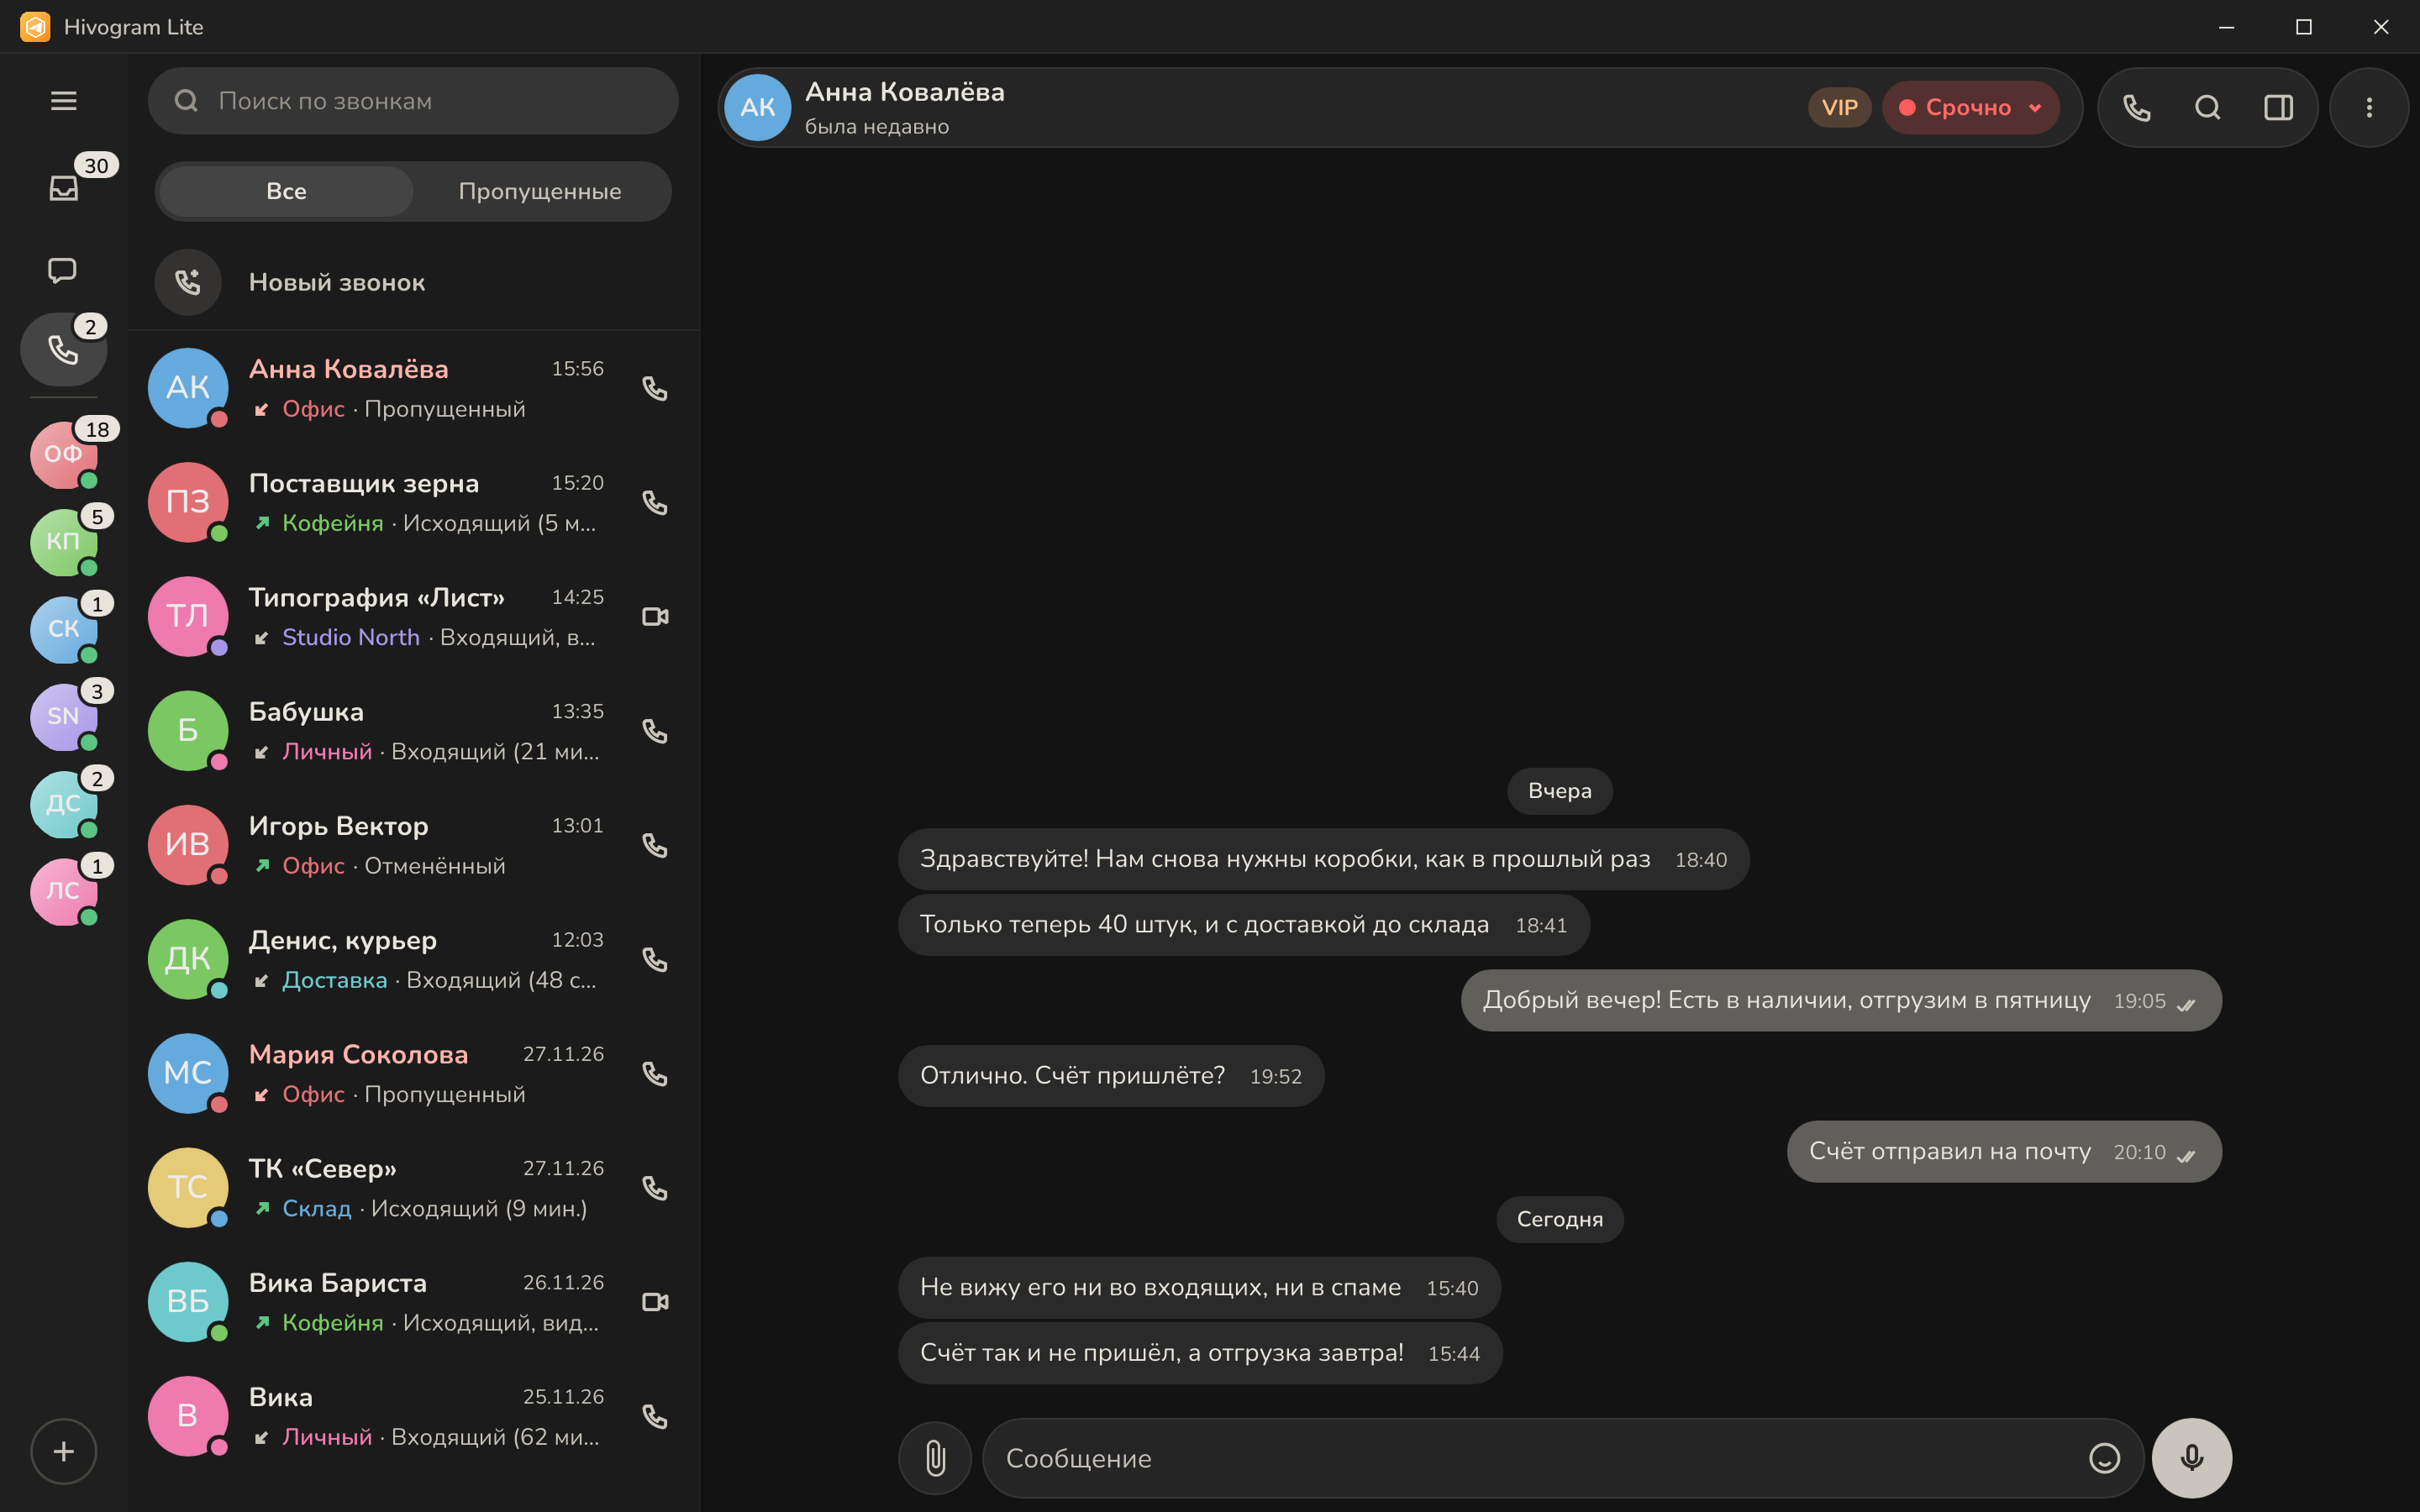 Hivogram Lite
30
2
18
ОФ
5
КП
1
СК
3
SN
2
ДС
1
ЛС
Поиск по звонкам
Все Пропущенные
Новый звонок
АК Анна Ковалёва 15:56
Офис · Пропущенный
ПЗ Поставщик зерна 15:20
Кофейня · Исходящий (5 м...
ТЛ Типография «Лист» 14:25
Studio North · Входящий, в...
Б Бабушка 13:35
Личный · Входящий (21 ми...
ИВ Игорь Вектор 13:01
Офис · Отменённый
ДК Денис, курьер 12:03
Доставка · Входящий (48 с...
МС Мария Соколова 27.11.26
Офис · Пропущенный
ТС ТК «Север» 27.11.26
Склад · Исходящий (9 мин.)
ВБ Вика Бариста 26.11.26
Кофейня · Исходящий, вид...
В Вика 25.11.26
Личный · Входящий (62 ми...
АК Анна Ковалёва
была недавно
VIP Срочно
Вчера
Здравствуйте! Нам снова нужны коробки, как в прошлый раз 18:40
Только теперь 40 штук, и с доставкой до склада 18:41
Добрый вечер! Есть в наличии, отгрузим в пятницу 19:05
Отлично. Счёт пришлёте? 19:52
Счёт отправил на почту 20:10
Сегодня
Не вижу его ни во входящих, ни в спаме 15:40
Счёт так и не пришёл, а отгрузка завтра! 15:44
Сообщение